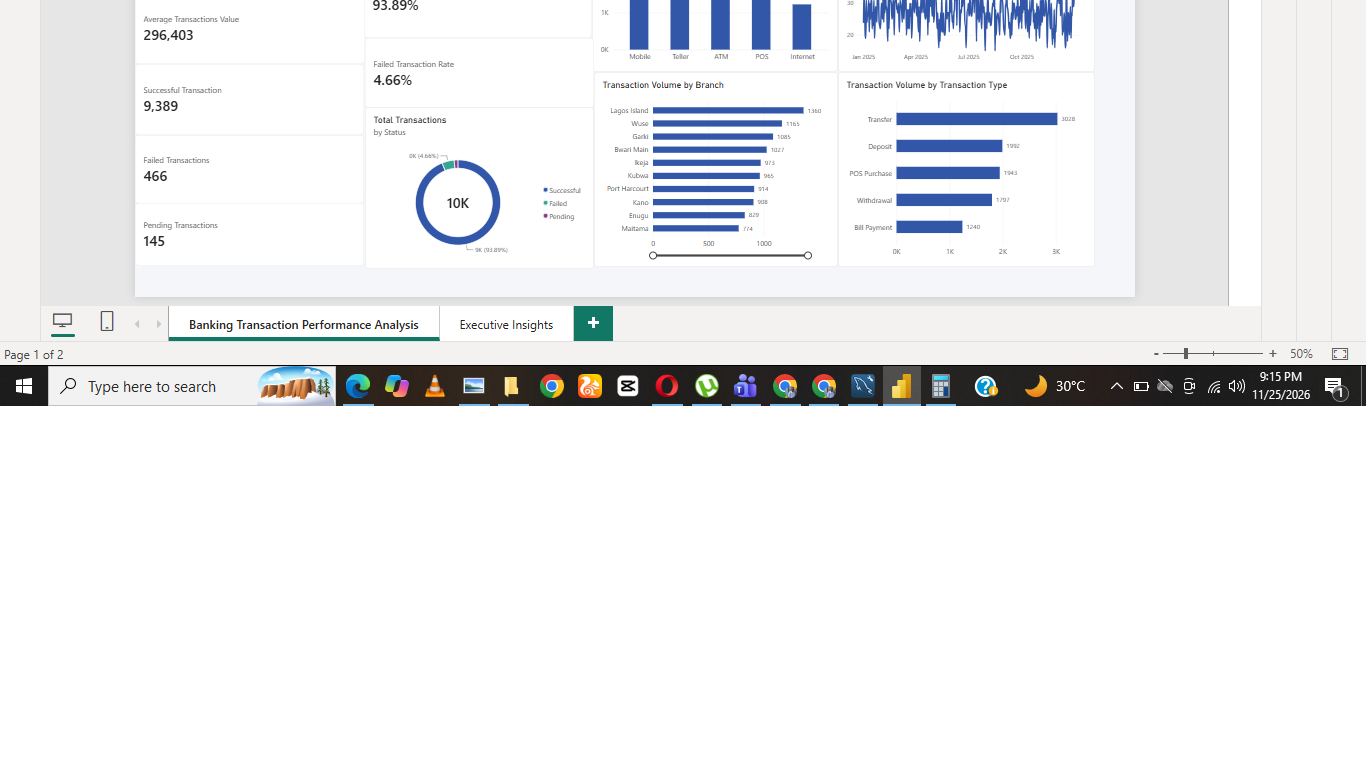 Average Transactions Value
296,403
Successful Transaction
9,389
Failed Transactions
466
Pending Transactions
145
93.89%
Failed Transaction Rate
4.66%
Total Transactions
by Status
0K (4.66%)
10K
9K (93.89%)
Successful
Failed
Pending
1K
0K
Mobile Teller ATM POS Internet
Transaction Volume by Branch
Lagos Island 1360
Wuse 1165
Garki 1085
Bwari Main 1027
Ikeja 973
Kubwa 965
Port Harcourt 914
Kano 908
Enugu 829
Maitama 774
0 500 1000
30
20
Jan 2025 Apr 2025 Jul 2025 Oct 2025
Transaction Volume by Transaction Type
Transfer 3028
Deposit 1992
POS Purchase 1943
Withdrawal 1797
Bill Payment 1240
0K 1K 2K 3K
Banking Transaction Performance Analysis
Executive Insights
+
Page 1 of 2
- + 50%
Type here to search
30°C
9:15 PM
11/25/2026
1